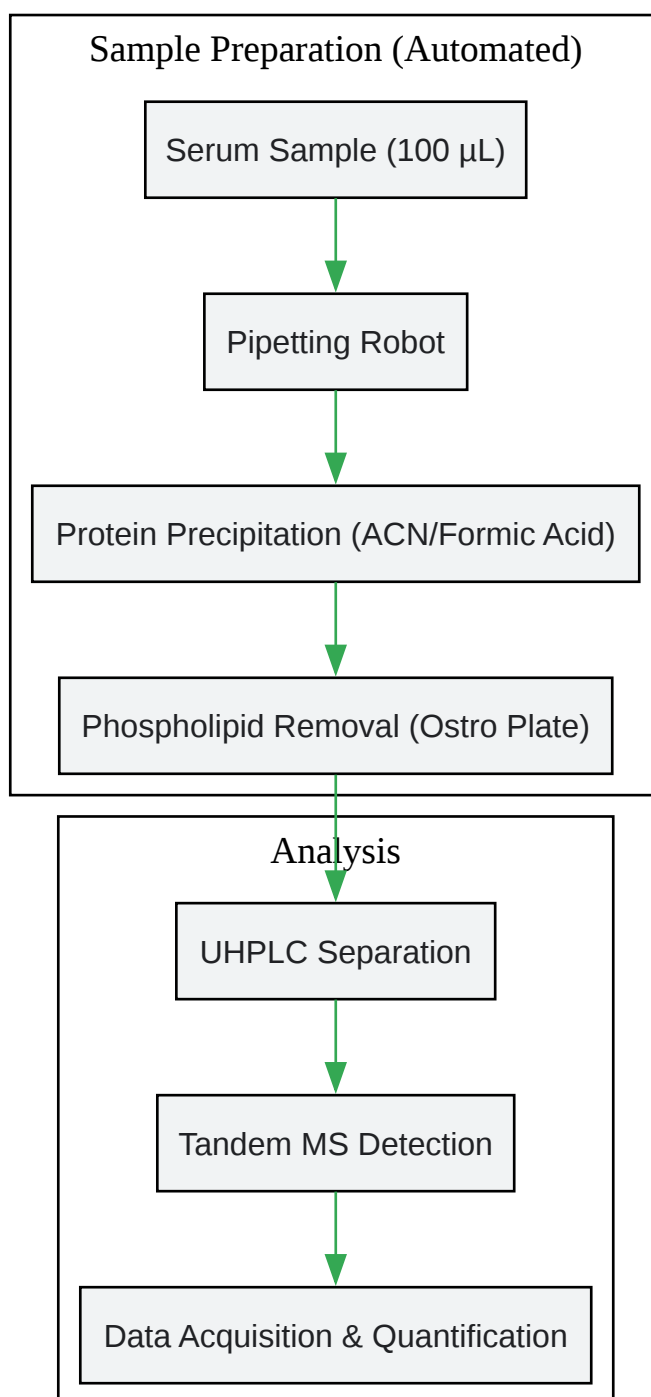 Sample Preparation (Automated)
Serum Sample (100 µL)
Pipetting Robot
Protein Precipitation (ACN/Formic Acid)
Phospholipid Removal (Ostro Plate)
Analysis
UHPLC Separation
Tandem MS Detection
Data Acquisition & Quantification